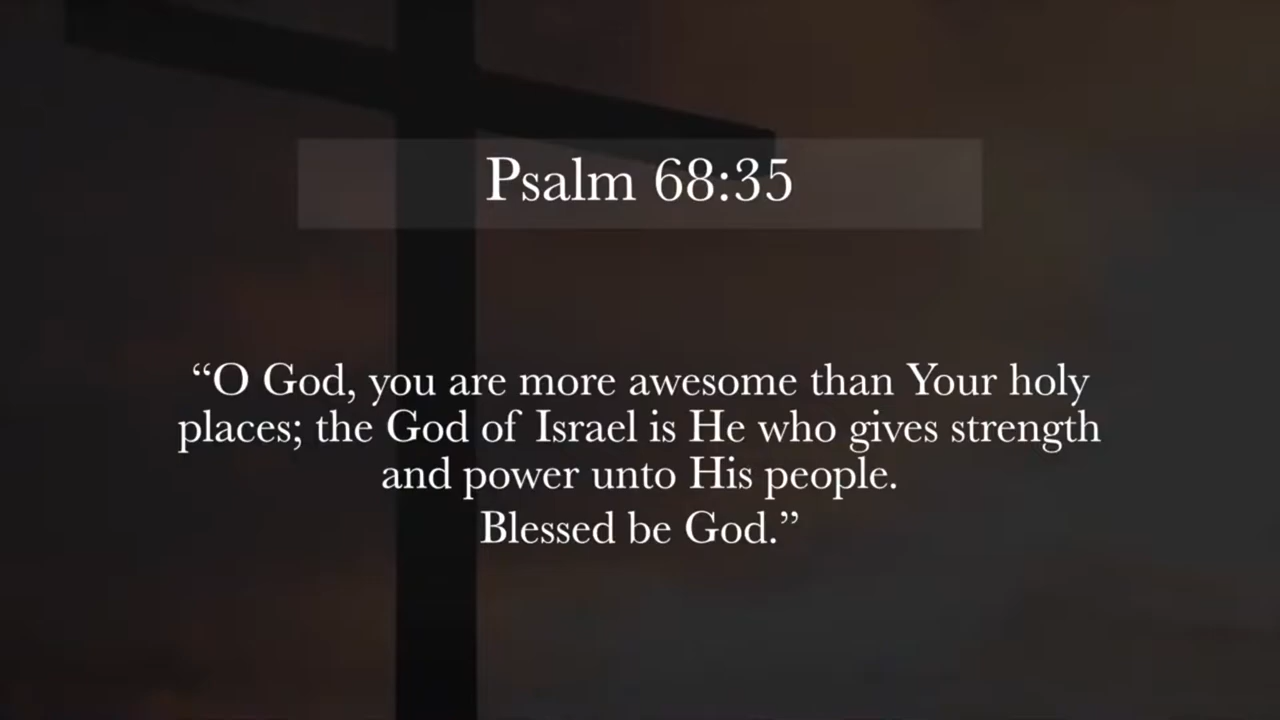 Psalm 68:35
“O God, you are more awesome than Your holy
places; the God of Israel is He who gives strength
and power unto His people.
Blessed be God.”